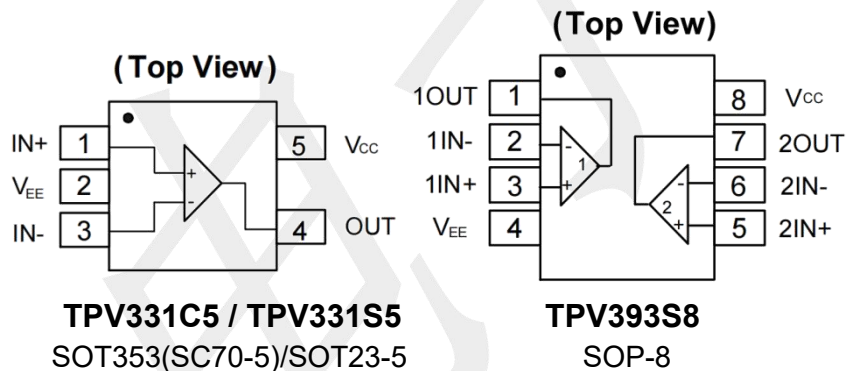 (Top View)
IN+ 1
5 Vcc
VEE 2
IN- 3
4 OUT
+
-
TPV331C5 / TPV331S5
SOT353(SC70-5)/SOT23-5
(Top View)
1OUT 1
8 Vcc
1IN- 2
7 2OUT
1IN+ 3
6 2IN-
VEE 4
5 2IN+
-
1
+
-
2
+
TPV393S8
SOP-8